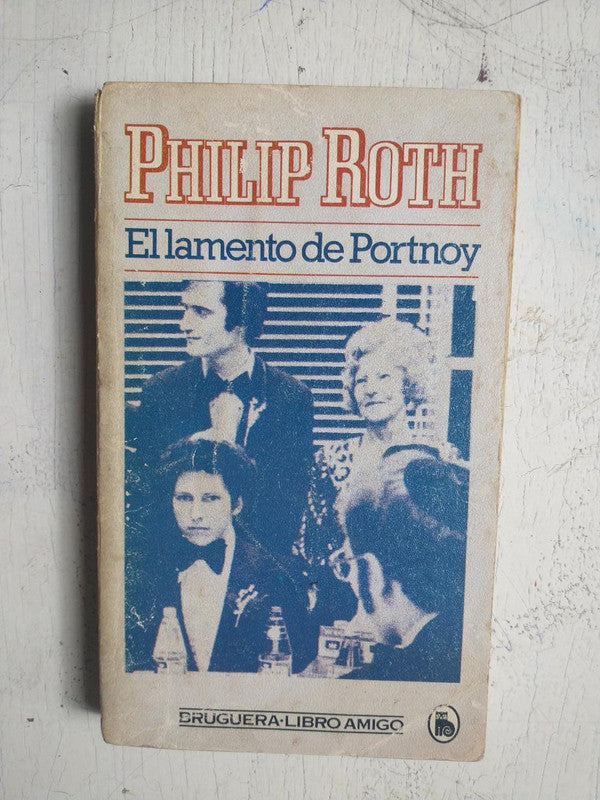 PHILIP ROTH
El lamento de Portnoy
BRUGUERA·LIBRO AMIGO